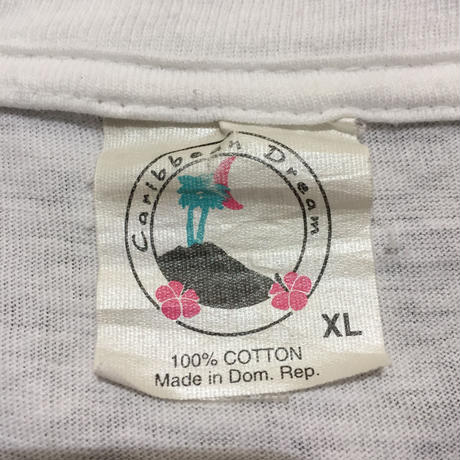 Caribbean Dream
XL
100% COTTON
Made in Dom. Rep.